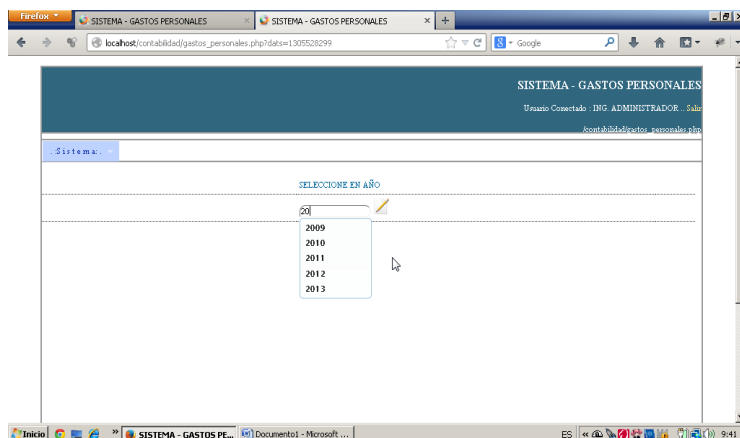 Firefox
SISTEMA - GASTOS PERSONALES
SISTEMA - GASTOS PERSONALES
localhost/contabilidad/gastos_personales.php?dats=1305528299
Google
SISTEMA - GASTOS PERSONALES
Usuario Conectado : ING. ADMINISTRADOR .. Salir
/contabilidad/gastos_personales.php
..:Sistema:..
SELECCIONE EN AÑO
20
2009
2010
2011
2012
2013
Inicio
SISTEMA - GASTOS PE...
Documento1 - Microsoft ...
ES
9:41